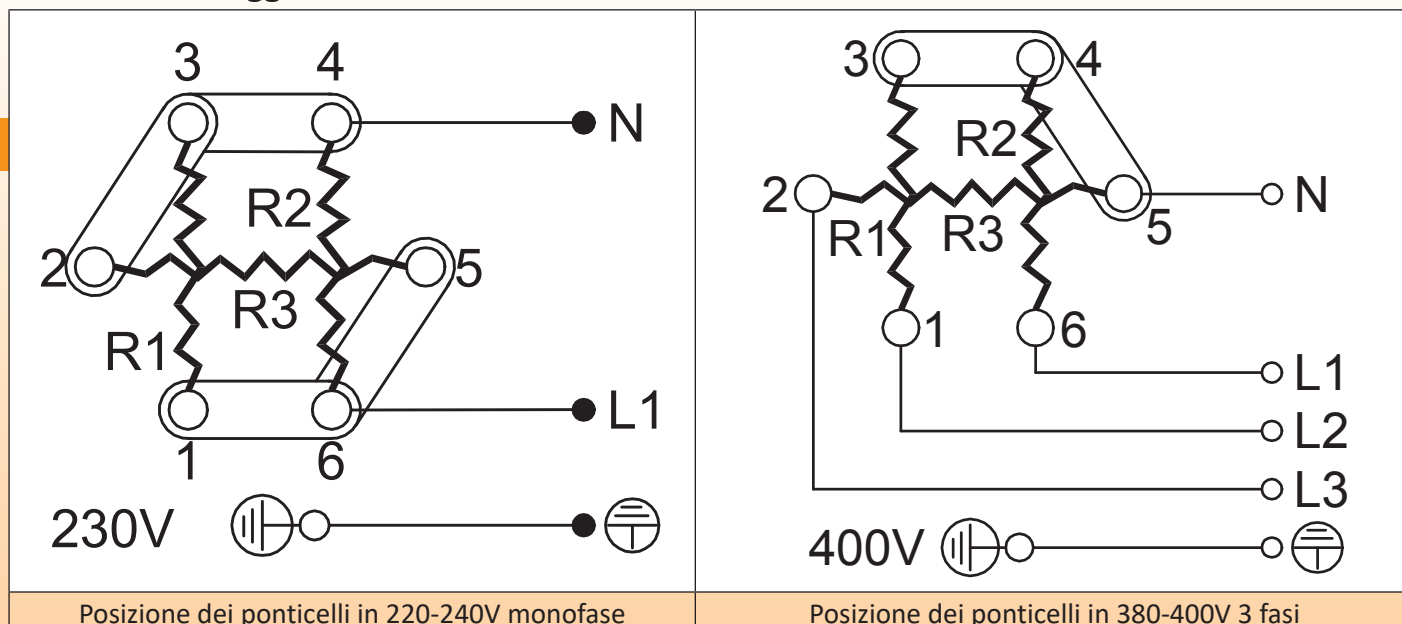 3 4
N
R2
2 5
R3
R1
L1
1 6
230V
Posizione dei ponticelli in 220-240V monofase
3 4
R2
2 N
R1 R3 5
1 6
L1
L2
L3
400V
Posizione dei ponticelli in 380-400V 3 fasi